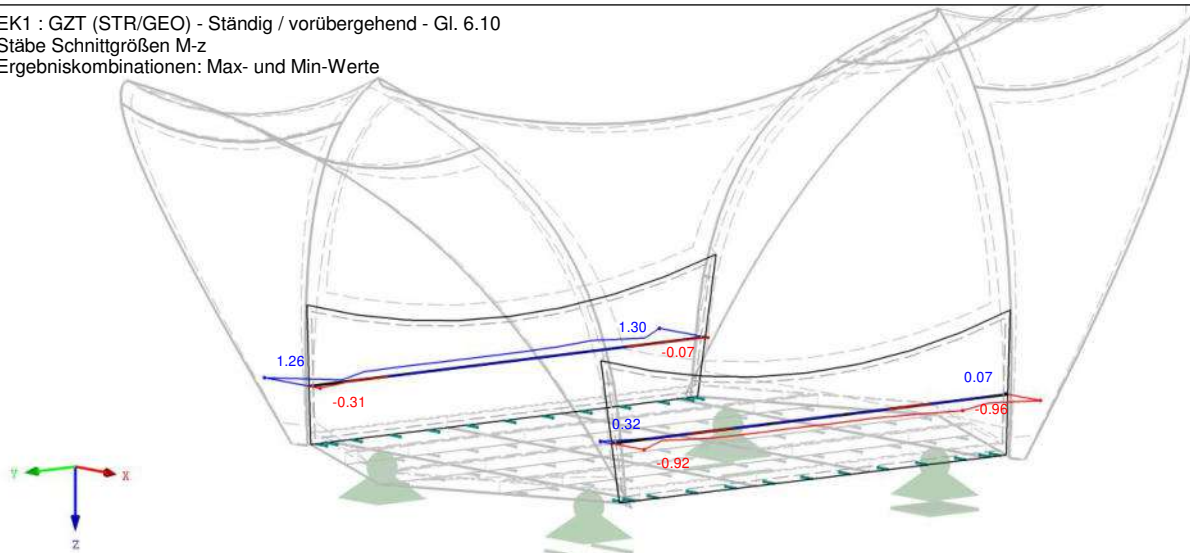 EK1 : GZT (STR/GEO) - Ständig / vorübergehend - Gl. 6.10
Stäbe Schnittgrößen M-z
Ergebniskombinationen: Max- und Min-Werte
1.30
-0.07
1.26
-0.31
0.07
-0.96
0.32
-0.92
Y
X
Z